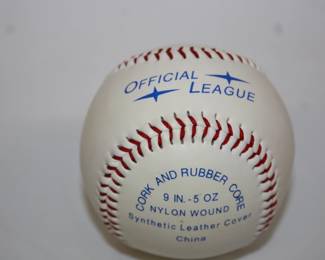 OFFICIAL
LEAGUE
CORK AND RUBBER CORE
9 IN.-5 OZ
NYLON WOUND
Synthetic Leather Cover
China